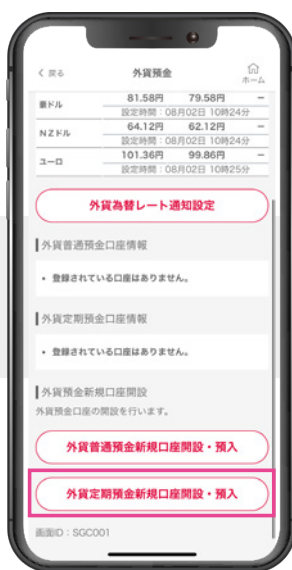 戻る 外貨預金 ホーム
豪ドル 81.58円 79.58円 −
設定時間:08月02日 10時24分
NZドル 64.12円 62.12円 −
設定時間:08月02日 10時24分
ユーロ 101.36円 99.86円 −
設定時間:08月02日 10時25分
外貨為替レート通知設定
外貨普通預金口座情報
・ 登録されている口座はありません。
外貨定期預金口座情報
・ 登録されている口座はありません。
外貨預金新規口座開設
外貨預金口座の開設を行います。
外貨普通預金新規口座開設・預入
外貨定期預金新規口座開設・預入
画面ID:SGC001